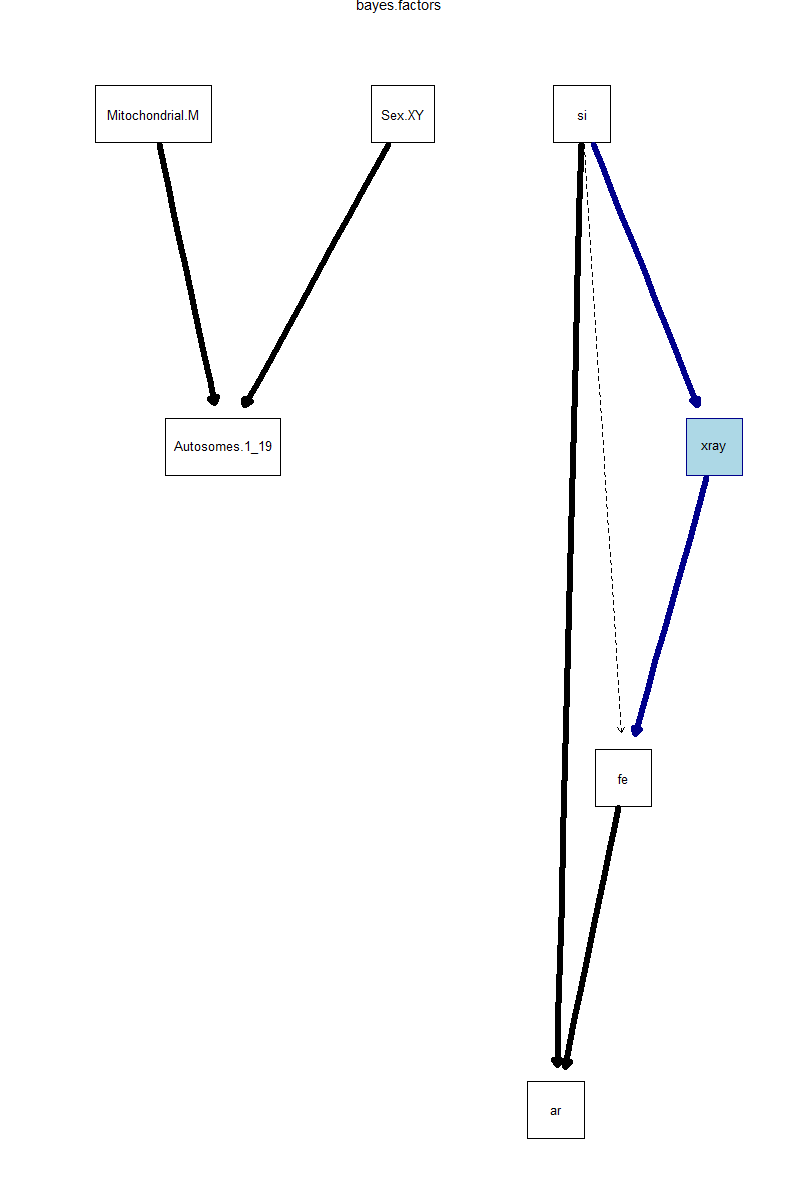 bayes.factors
Mitochondrial.M
Sex.XY
si
Autosomes.1_19
xray
fe
ar